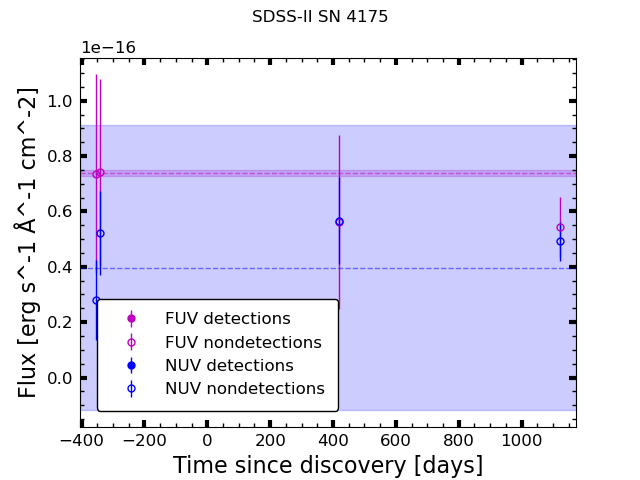 SDSS-II SN 4175
1e−16
Flux [erg s^-1 Å^-1 cm^-2]
1.0
0.8
0.6
0.4
0.2
0.0
FUV detections
FUV nondetections
NUV detections
NUV nondetections
−400 −200 0 200 400 600 800 1000
Time since discovery [days]